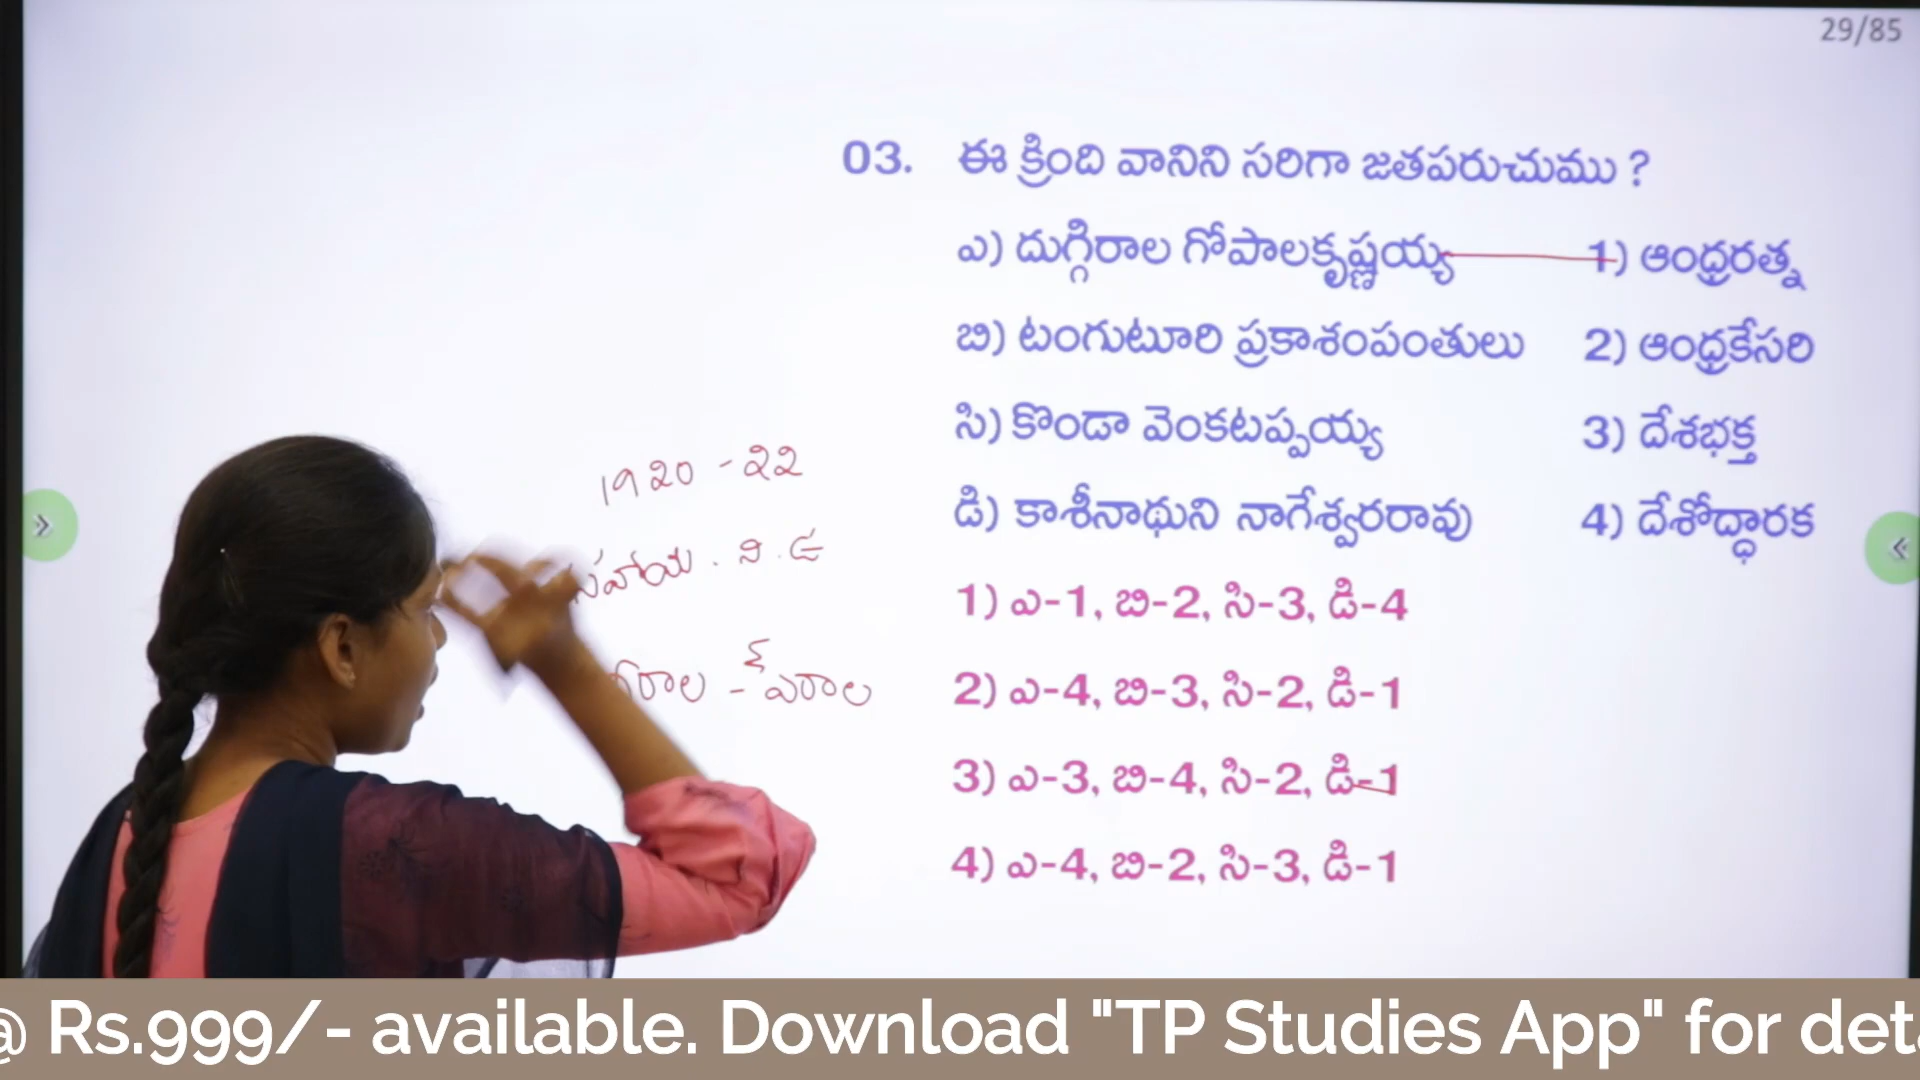 29/85
03. ఈ క్రింది వానిని సరిగా జతపరుచుము ?
ఎ) దుగ్గిరాల గోపాలకృష్ణయ్య 1) ఆంధ్రరత్న
బి) టంగుటూరి ప్రకాశంపంతులు 2) ఆంధ్రకేసరి
సి) కొండా వెంకటప్పయ్య 3) దేశభక్త
డి) కాశీనాథుని నాగేశ్వరరావు 4) దేశోద్ధారక
1) ఎ-1, బి-2, సి-3, డి-4
2) ఎ-4, బి-3, సి-2, డి-1
3) ఎ-3, బి-4, సి-2, డి-1
4) ఎ-4, బి-2, సి-3, డి-1
1920 - 22
. ని . ఉ
@ Rs.999/- available. Download "TP Studies App" for